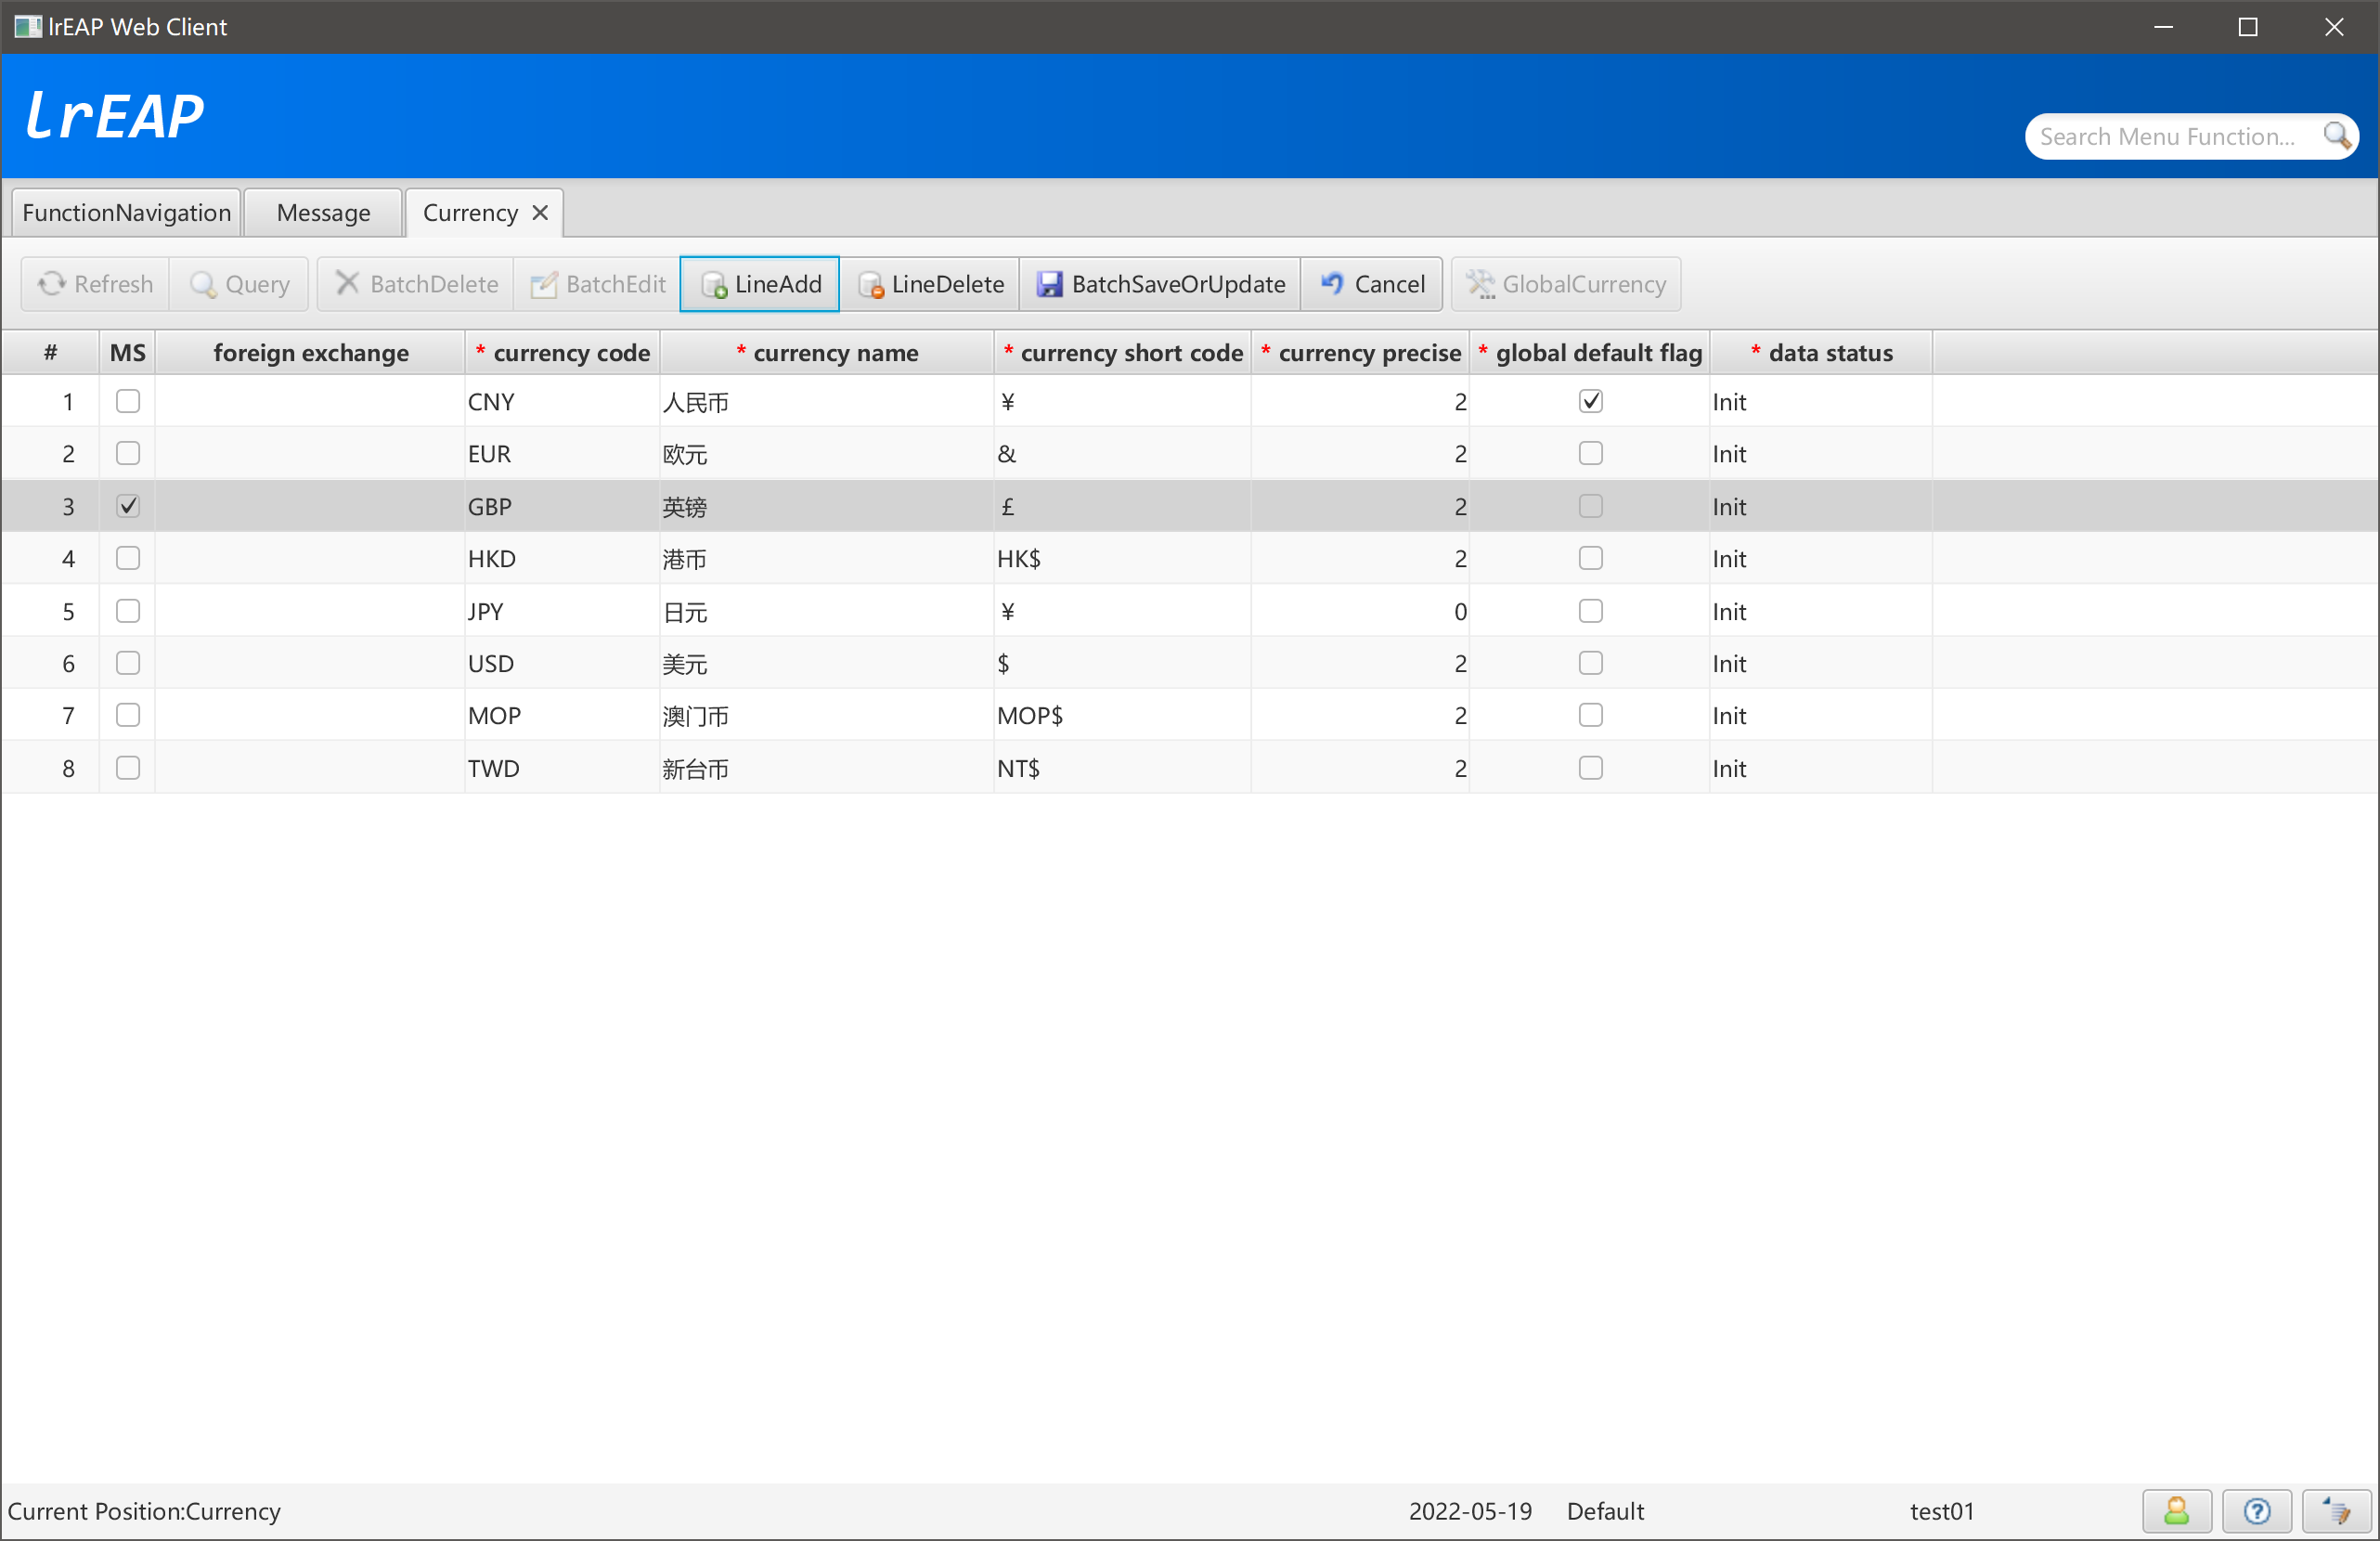 lrEAP Web Client
lrEAP
Search Menu Function...
FunctionNavigation Message Currency
Refresh Query BatchDelete BatchEdit LineAdd LineDelete BatchSaveOrUpdate Cancel GlobalCurrency
# MS foreign exchange * currency code * currency name * currency short code * currency precise * global default flag * data status
1 CNY 人民币 ¥ 2 Init
2 EUR 欧元 & 2 Init
3 GBP 英镑 £ 2 Init
4 HKD 港币 HK$ 2 Init
5 JPY 日元 ¥ 0 Init
6 USD 美元 $ 2 Init
7 MOP 澳门币 MOP$ 2 Init
8 TWD 新台币 NT$ 2 Init
Current Position:Currency 2022-05-19 Default test01